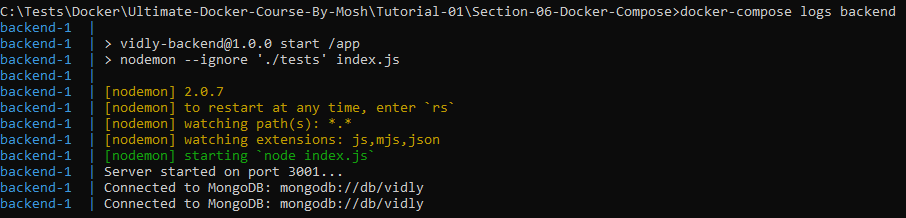 C:\Tests\Docker\Ultimate-Docker-Course-By-Mosh\Tutorial-01\Section-06-Docker-Compose>docker-compose logs backend
backend-1  |
backend-1  | > vidly-backend@1.0.0 start /app
backend-1  | > nodemon --ignore './tests' index.js
backend-1  |
backend-1  | [nodemon] 2.0.7
backend-1  | [nodemon] to restart at any time, enter `rs`
backend-1  | [nodemon] watching path(s): *.*
backend-1  | [nodemon] watching extensions: js,mjs,json
backend-1  | [nodemon] starting `node index.js`
backend-1  | Server started on port 3001...
backend-1  | Connected to MongoDB: mongodb://db/vidly
backend-1  | Connected to MongoDB: mongodb://db/vidly